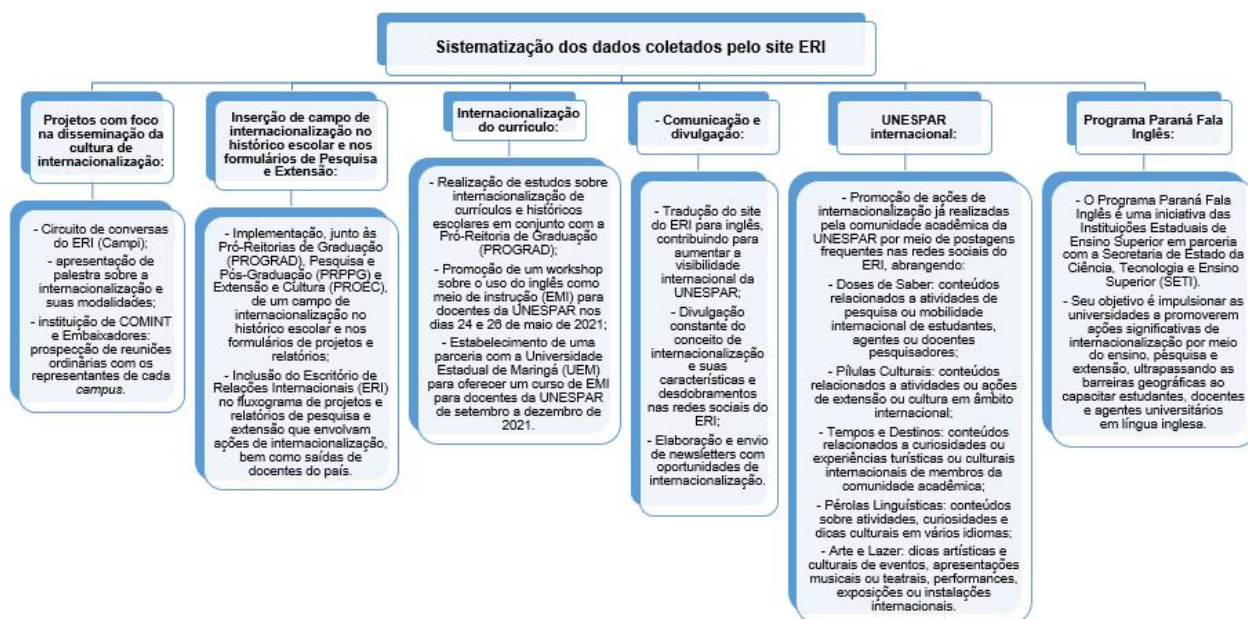 Sistematização dos dados coletados pelo site ERI
Projetos com foco
na disseminação da
cultura de
internacionalização:
- Circuito de conversas
do ERI (Campi);
- apresentação de
palestra sobre a
internacionalização e
suas modalidades;
- instituição de COMINT
e Embaixadores:
prospecção de reuniões
ordinárias com os
representantes de cada
campus.
Inserção de campo de
internacionalização no
histórico escolar e nos
formulários de Pesquisa
e Extensão:
- Implementação, junto às
Pró-Reitorias de Graduação
(PROGRAD), Pesquisa e
Pós-Graduação (PRPPG) e
Extensão e Cultura (PROEC),
de um campo de
internacionalização no
histórico escolar e nos
formulários de projetos e
relatórios;
- Inclusão do Escritório de
Relações Internacionais (ERI)
no fluxograma de projetos e
relatórios de pesquisa e
extensão que envolvam
ações de internacionalização,
bem como saídas de
docentes do país.
Internacionalização
do currículo:
- Realização de estudos sobre
internacionalização de
currículos e históricos
escolares em conjunto com a
Pró-Reitoria de Graduação
(PROGRAD);
- Promoção de um workshop
sobre o uso do inglês como
meio de instrução (EMI) para
docentes da UNESPAR nos
dias 24 e 26 de maio de 2021;
- Estabelecimento de uma
parceria com a Universidade
Estadual de Maringá (UEM)
para oferecer um curso de EMI
para docentes da UNESPAR
de setembro a dezembro de
2021.
- Comunicação e
divulgação:
- Tradução do site
do ERI para inglês,
contribuindo para
aumentar a
visibilidade
internacional da
UNESPAR;
- Divulgação
constante do
conceito de
internacionalização
e suas
características e
desdobramentos
nas redes sociais do
ERI;
- Elaboração e envio
de newsletters com
oportunidades de
internacionalização.
UNESPAR
internacional:
- Promoção de ações de
internacionalização já realizadas
pela comunidade acadêmica da
UNESPAR por meio de postagens
frequentes nas redes sociais do
ERI, abrangendo:
- Doses de Saber: conteúdos
relacionados a atividades de
pesquisa ou mobilidade
internacional de estudantes,
agentes ou docentes
pesquisadores;
- Pílulas Culturais: conteúdos
relacionados a atividades ou ações
de extensão ou cultura em âmbito
internacional;
- Tempos e Destinos: conteúdos
relacionados a curiosidades ou
experiências turísticas ou culturais
internacionais de membros da
comunidade acadêmica;
- Pérolas Linguísticas: conteúdos
sobre atividades, curiosidades e
dicas culturais em vários idiomas;
- Arte e Lazer: dicas artísticas e
culturais de eventos, apresentações
musicais ou teatrais, performances,
exposições ou instalações
internacionais.
Programa Paraná Fala
Inglês:
- O Programa Paraná Fala
Inglês é uma iniciativa das
Instituições Estaduais de
Ensino Superior em parceria
com a Secretaria de Estado da
Ciência, Tecnologia e Ensino
Superior (SETI).
- Seu objetivo é impulsionar as
universidades a promoverem
ações significativas de
internacionalização por meio
do ensino, pesquisa e
extensão, ultrapassando as
barreiras geográficas ao
capacitar estudantes, docentes
e agentes universitários
em língua inglesa.